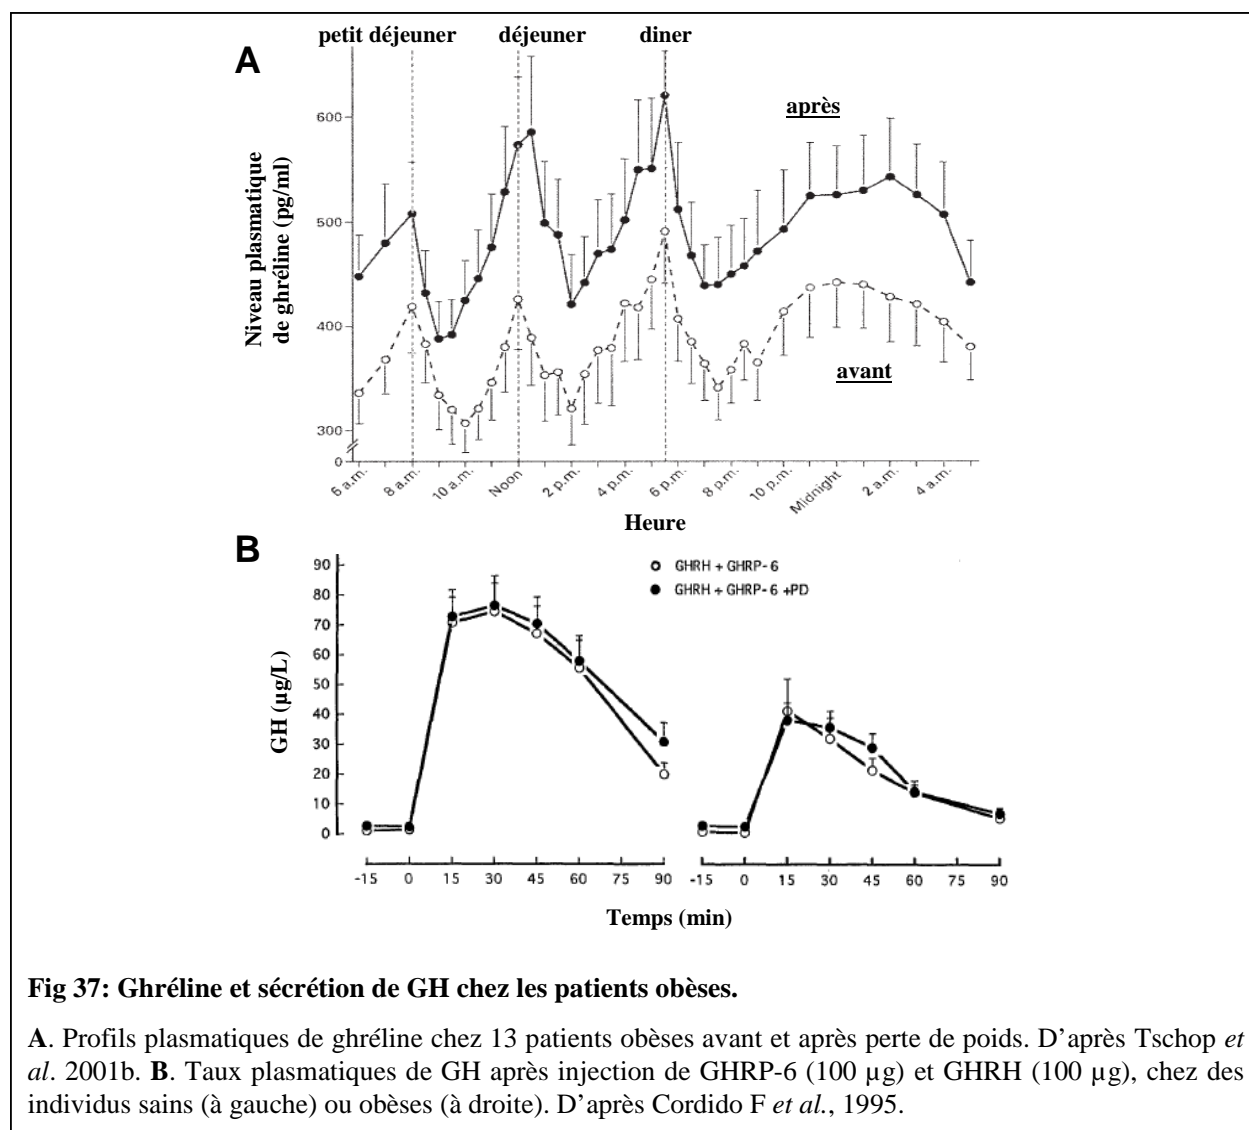 petit déjeuner déjeuner diner
A
après
avant
Niveau plasmatique
de ghréline (pg/ml)
600
500
400
300
0
6 a.m. 8 a.m. 10 a.m. Noon 2 p.m. 4 p.m. 6 p.m. 8 p.m. 10 p.m. Midnight 2 a.m. 4 a.m.
Heure
B
GHRH + GHRP-6
GHRH + GHRP-6 +PD
GH (µg/L)
90
80
70
60
50
40
30
20
10
0
-15 0 15 30 45 60 90 -15 0 15 30 45 60 90
Temps (min)
Fig 37: Ghréline et sécrétion de GH chez les patients obèses.
A. Profils plasmatiques de ghréline chez 13 patients obèses avant et après perte de poids. D’après Tschop et
al. 2001b. B. Taux plasmatiques de GH après injection de GHRP-6 (100 µg) et GHRH (100 µg), chez des
individus sains (à gauche) ou obèses (à droite). D’après Cordido F et al., 1995.